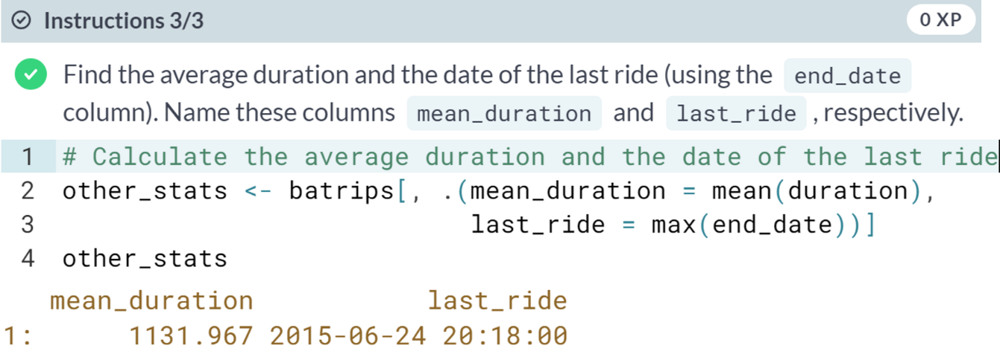 Instructions 3/3
0 XP
Find the average duration and the date of the last ride (using the end_date
column). Name these columns mean_duration and last_ride , respectively.
1 # Calculate the average duration and the date of the last ride
2 other_stats <- batrips[, .(mean_duration = mean(duration),
3 last_ride = max(end_date))]
4 other_stats
mean_duration last_ride
1: 1131.967 2015-06-24 20:18:00